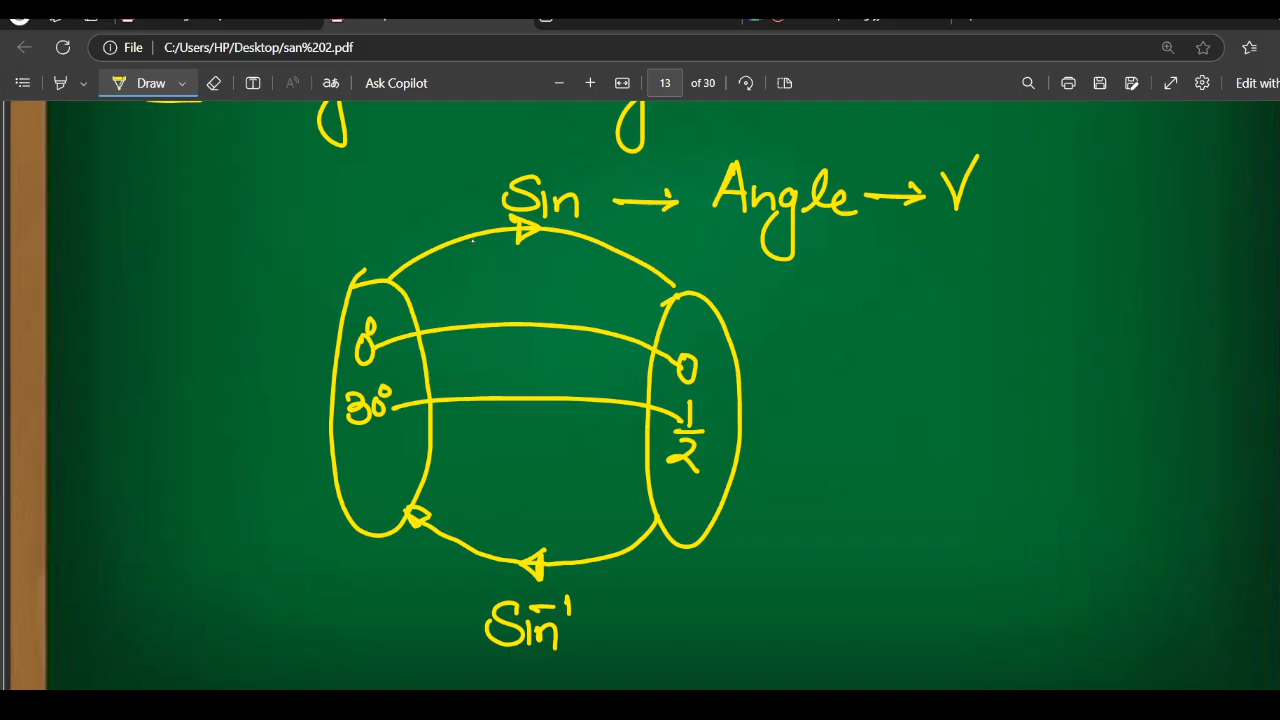 File C:/Users/HP/Desktop/san%202.pdf
Draw Ask Copilot 13 of 30 Edit with
Sin → Angle → V
0°
0
30°
1/2
Sin⁻¹